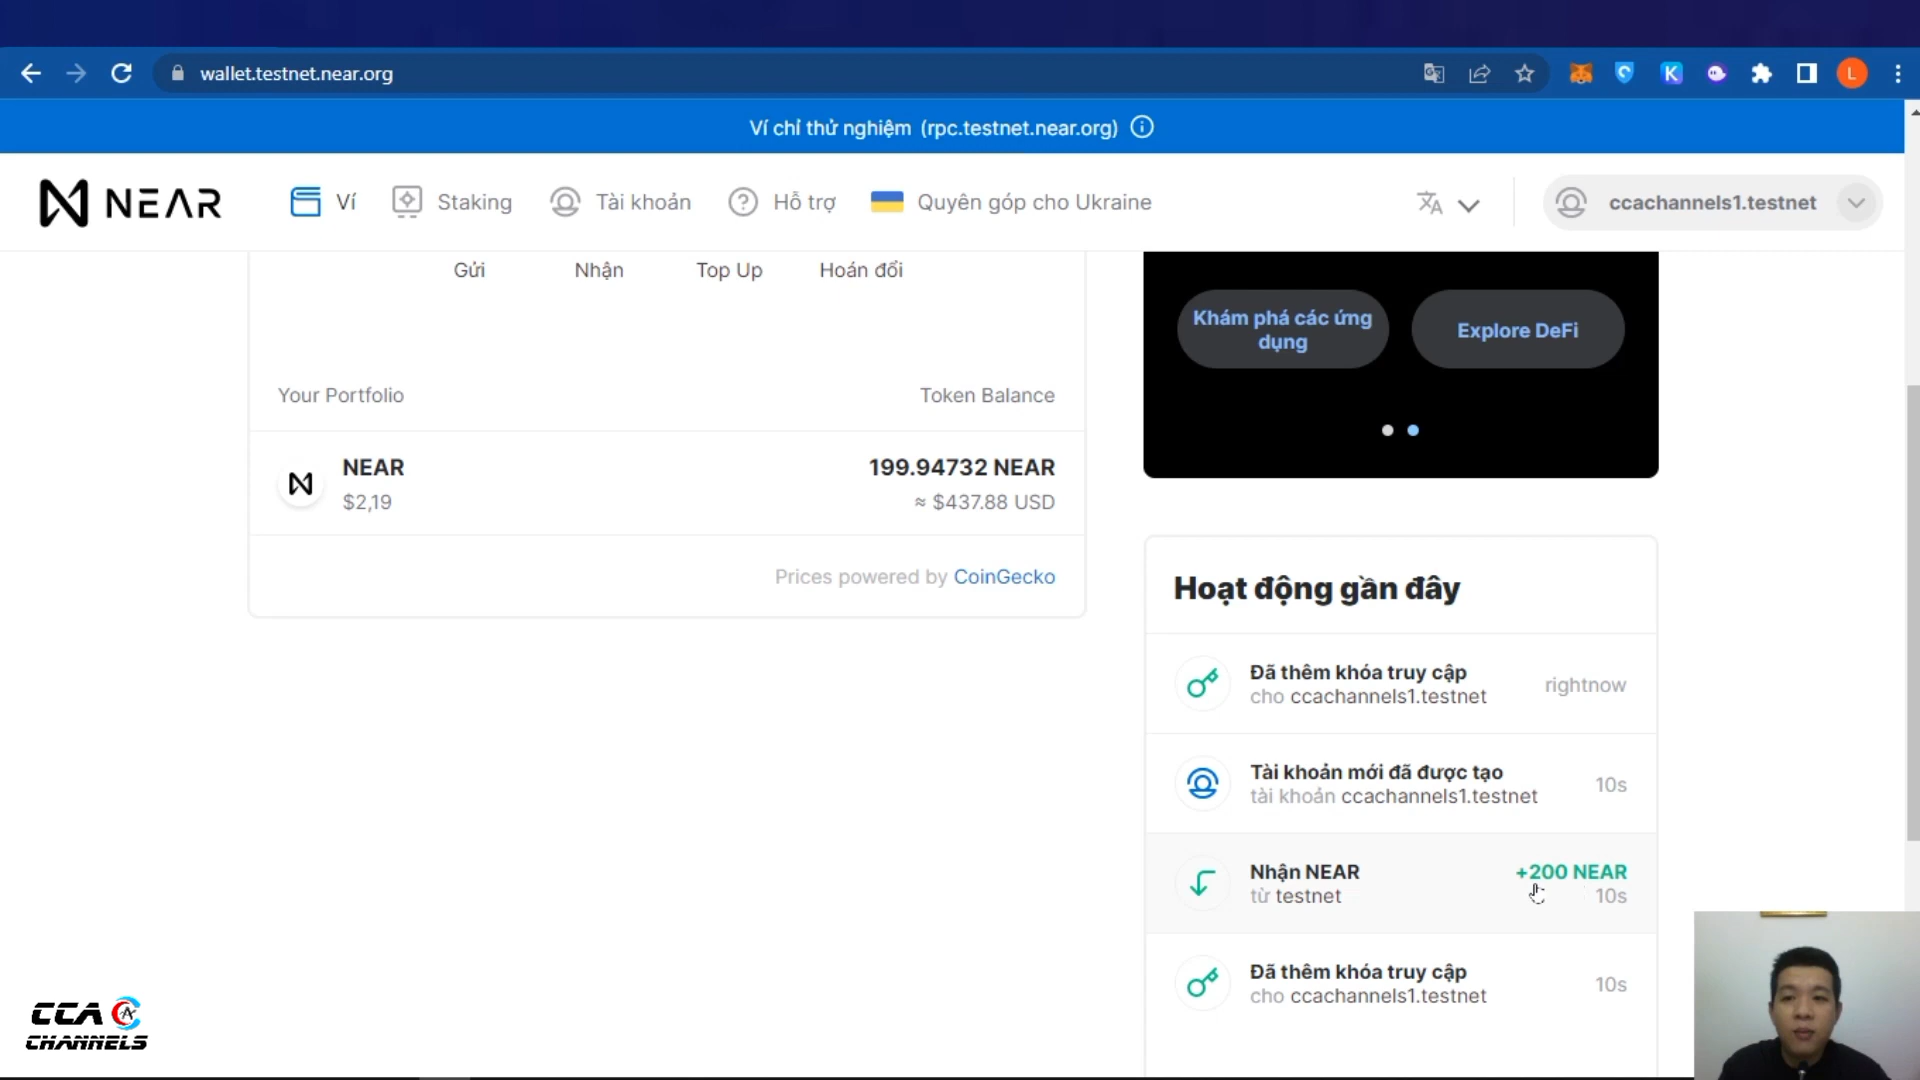 wallet.testnet.near.org
K
L
Ví chỉ thử nghiệm (rpc.testnet.near.org)
NEAR
Ví
Staking
Tài khoản
Hỗ trợ
Quyên góp cho Ukraine
ccachannels1.testnet
Gửi
Nhận
Top Up
Hoán đổi
Khám phá các ứng
dụng
Explore DeFi
Your Portfolio
Token Balance
NEAR
199.94732 NEAR
$2,19
≈ $437.88 USD
Prices powered by CoinGecko
Hoạt động gần đây
Đã thêm khóa truy cập
cho ccachannels1.testnet
rightnow
Tài khoản mới đã được tạo
tài khoản ccachannels1.testnet
10s
Nhận NEAR
+200 NEAR
từ testnet
10s
Đã thêm khóa truy cập
cho ccachannels1.testnet
10s
CCA
CHANNELS